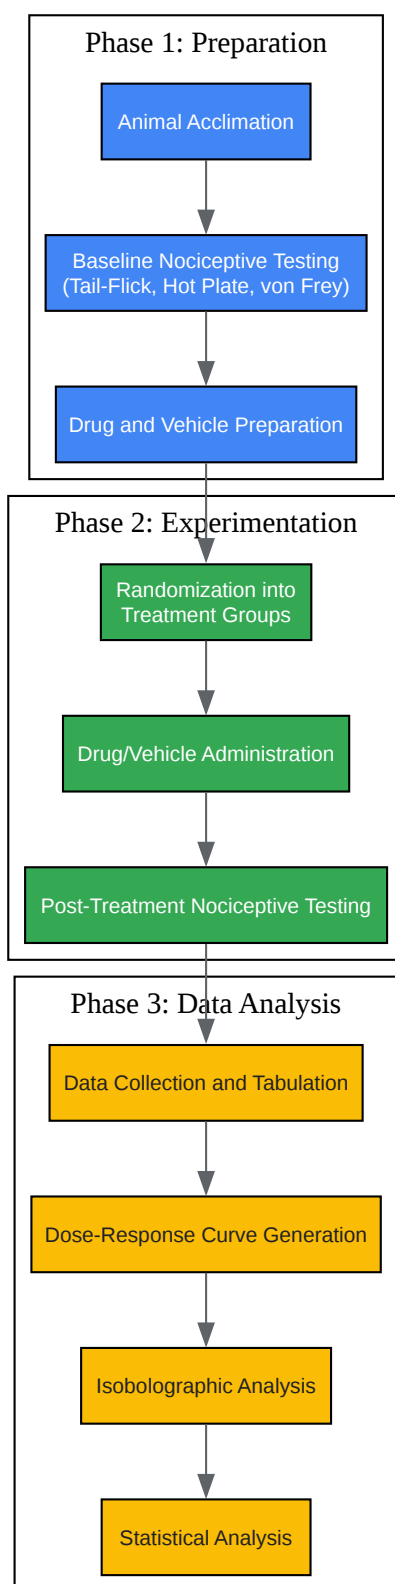 Phase 1: Preparation
Animal Acclimation
Baseline Nociceptive Testing
(Tail-Flick, Hot Plate, von Frey)
Drug and Vehicle Preparation
Phase 2: Experimentation
Randomization into
Treatment Groups
Drug/Vehicle Administration
Post-Treatment Nociceptive Testing
Phase 3: Data Analysis
Data Collection and Tabulation
Dose-Response Curve Generation
Isobolographic Analysis
Statistical Analysis